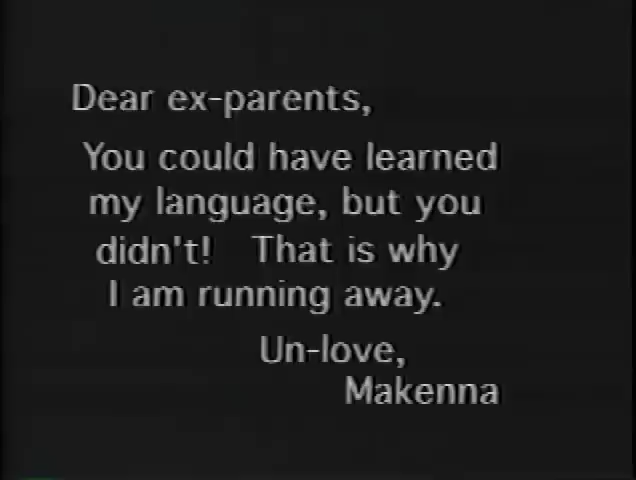 Dear ex-parents,
You could have learned
my language, but you
didn't! That is why
I am running away.
Un-love,
Makenna